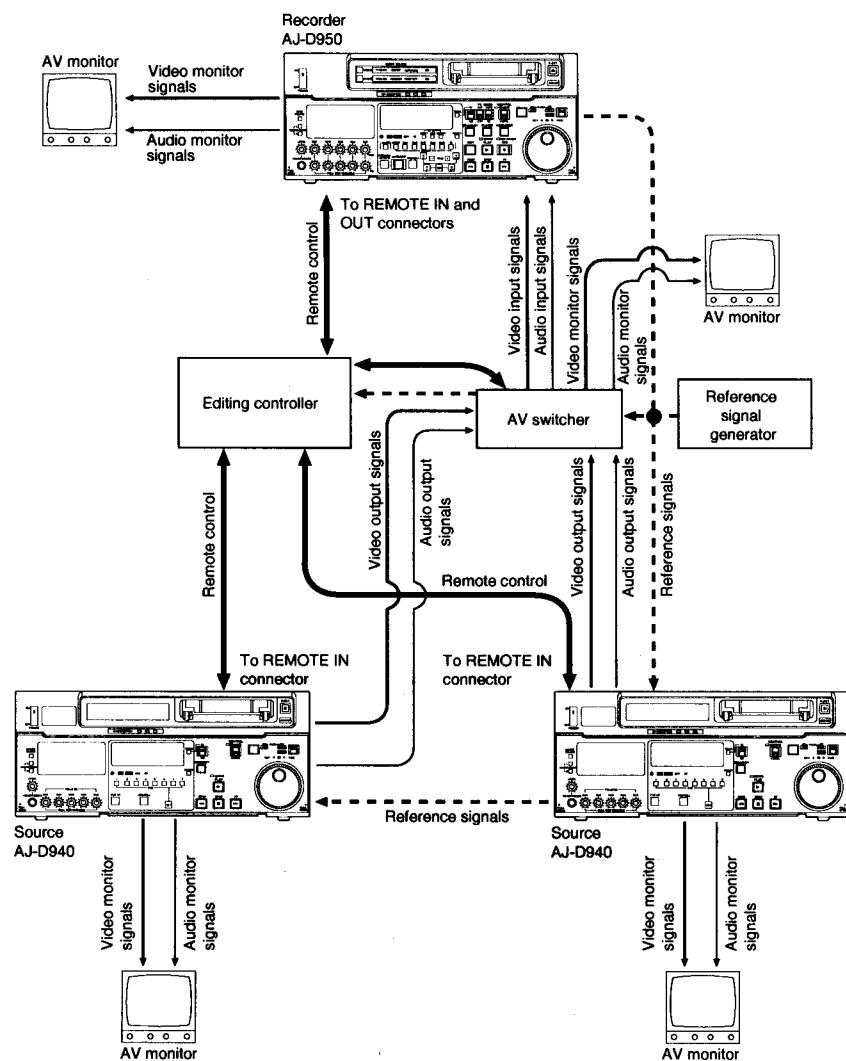 Recorder
AJ-D950
AV monitor
Video monitor
signals
Audio monitor
signals
To REMOTE IN and
OUT connectors
Remote control
Video input signals
Audio input signals
Video monitor signals
Audio monitor
signals
AV monitor
Editing controller
AV switcher
Reference
signal
generator
Remote control
Video output signals
Audio output
signals
Video output signals
Audio output signals
Reference signals
Remote control
To REMOTE IN
connector
To REMOTE IN
connector
Reference signals
Source
AJ-D940
Source
AJ-D940
Video monitor
signals
Audio monitor
signals
Video monitor
signals
Audio monitor
signals
AV monitor
AV monitor